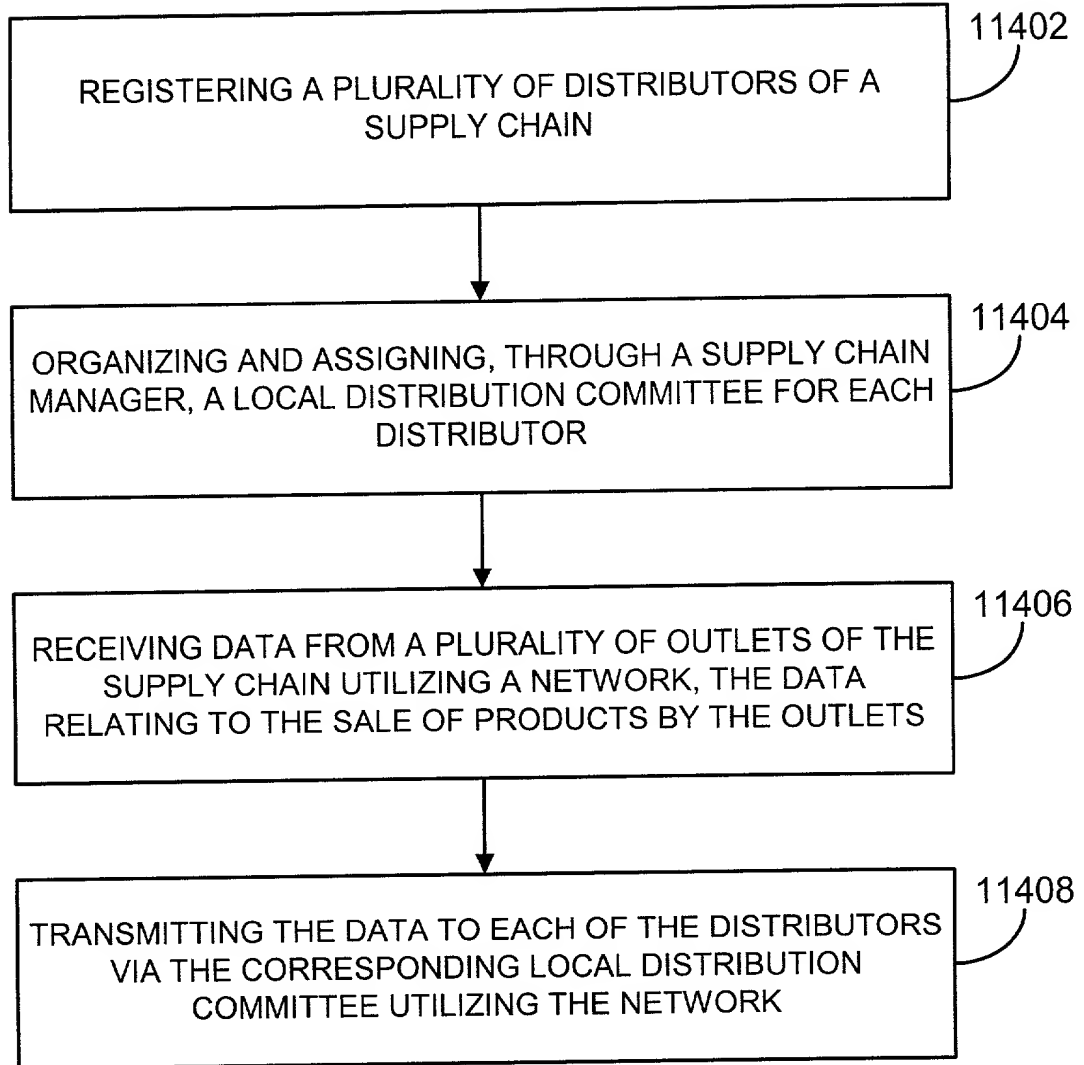 11402
REGISTERING A PLURALITY OF DISTRIBUTORS OF A
SUPPLY CHAIN
11404
ORGANIZING AND ASSIGNING, THROUGH A SUPPLY CHAIN
MANAGER, A LOCAL DISTRIBUTION COMMITTEE FOR EACH
DISTRIBUTOR
11406
RECEIVING DATA FROM A PLURALITY OF OUTLETS OF THE
SUPPLY CHAIN UTILIZING A NETWORK, THE DATA
RELATING TO THE SALE OF PRODUCTS BY THE OUTLETS
11408
TRANSMITTING THE DATA TO EACH OF THE DISTRIBUTORS
VIA THE CORRESPONDING LOCAL DISTRIBUTION
COMMITTEE UTILIZING THE NETWORK